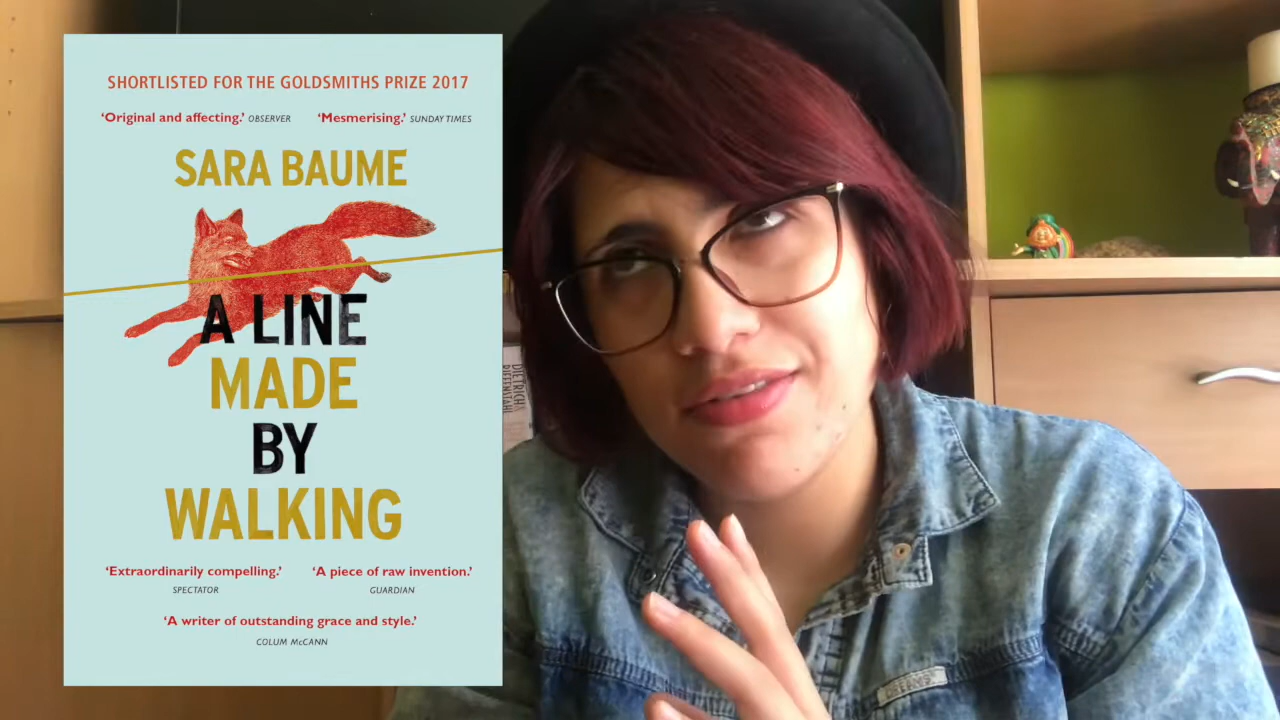 SHORTLISTED FOR THE GOLDSMITHS PRIZE 2017
‘Original and affecting.’ OBSERVER ‘Mesmerising.’ SUNDAY TIMES
SARA BAUME
A LINE
MADE
BY
WALKING
‘Extraordinarily compelling.’ ‘A piece of raw invention.’
SPECTATOR GUARDIAN
‘A writer of outstanding grace and style.’
COLUM McCANN
DIETRICH